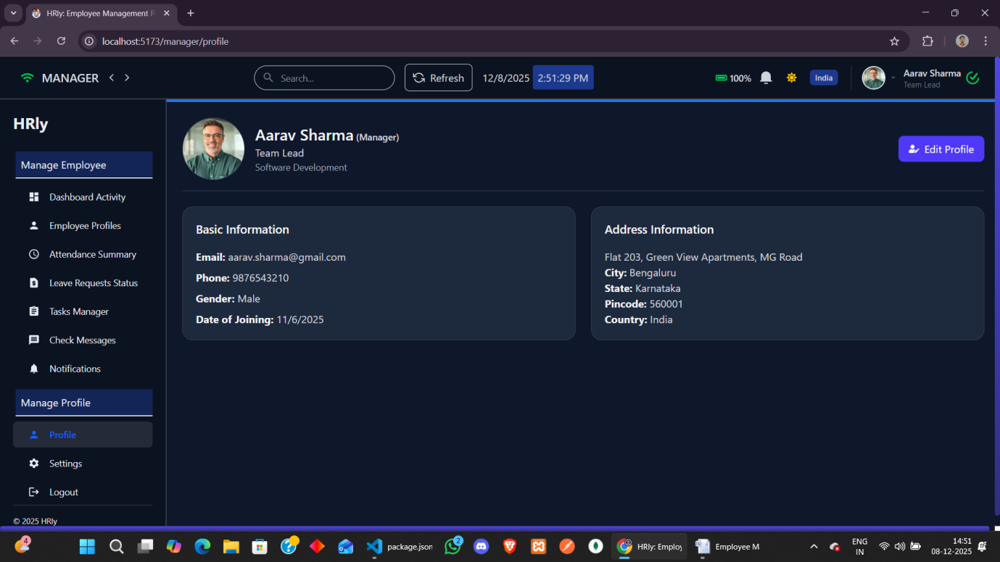 HRly: Employee Management P
localhost:5173/manager/profile
MANAGER
Search...
Refresh
12/8/2025
2:51:29 PM
100%
India
Aarav Sharma
Team Lead
HRly
Manage Employee
Dashboard Activity
Employee Profiles
Attendance Summary
Leave Requests Status
Tasks Manager
Check Messages
Notifications
Manage Profile
Profile
Settings
Logout
© 2025 HRly
Aarav Sharma (Manager)
Team Lead
Software Development
Edit Profile
Basic Information
Email: aarav.sharma@gmail.com
Phone: 9876543210
Gender: Male
Date of Joining: 11/6/2025
Address Information
Flat 203, Green View Apartments, MG Road
City: Bengaluru
State: Karnataka
Pincode: 560001
Country: India
4
package.json
2
HRly: Employ
Employee M
ENG
IN
14:51
08-12-2025